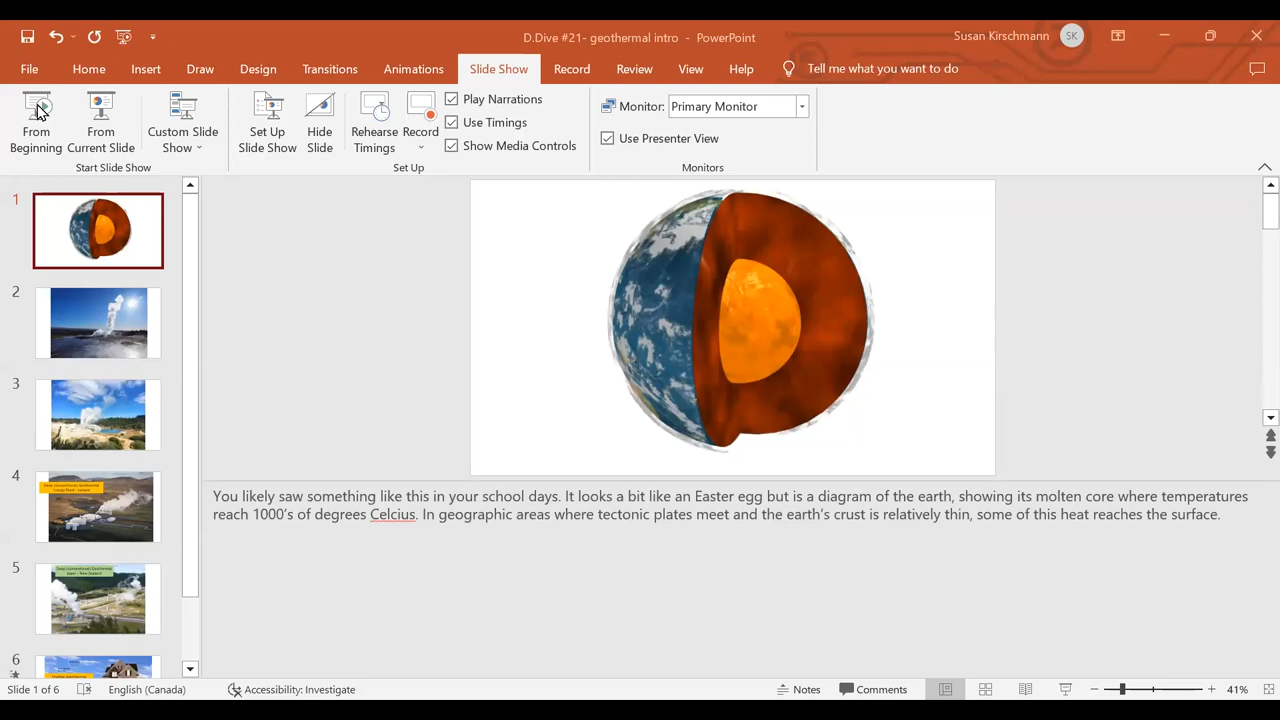 D.Dive #21- geothermal intro - PowerPoint
Susan Kirschmann
SK
File
Home
Insert
Draw
Design
Transitions
Animations
Slide Show
Record
Review
View
Help
Tell me what you want to do
From
Beginning
From
Current Slide
Custom Slide
Show
Start Slide Show
Set Up
Slide Show
Hide
Slide
Rehearse
Timings
Record
Play Narrations
Use Timings
Show Media Controls
Set Up
Monitor:
Primary Monitor
Use Presenter View
Monitors
1
2
3
4
5
6
You likely saw something like this in your school days. It looks a bit like an Easter egg but is a diagram of the earth, showing its molten core where temperatures
reach 1000's of degrees Celcius. In geographic areas where tectonic plates meet and the earth's crust is relatively thin, some of this heat reaches the surface.
Slide 1 of 6
English (Canada)
Accessibility: Investigate
Notes
Comments
41%